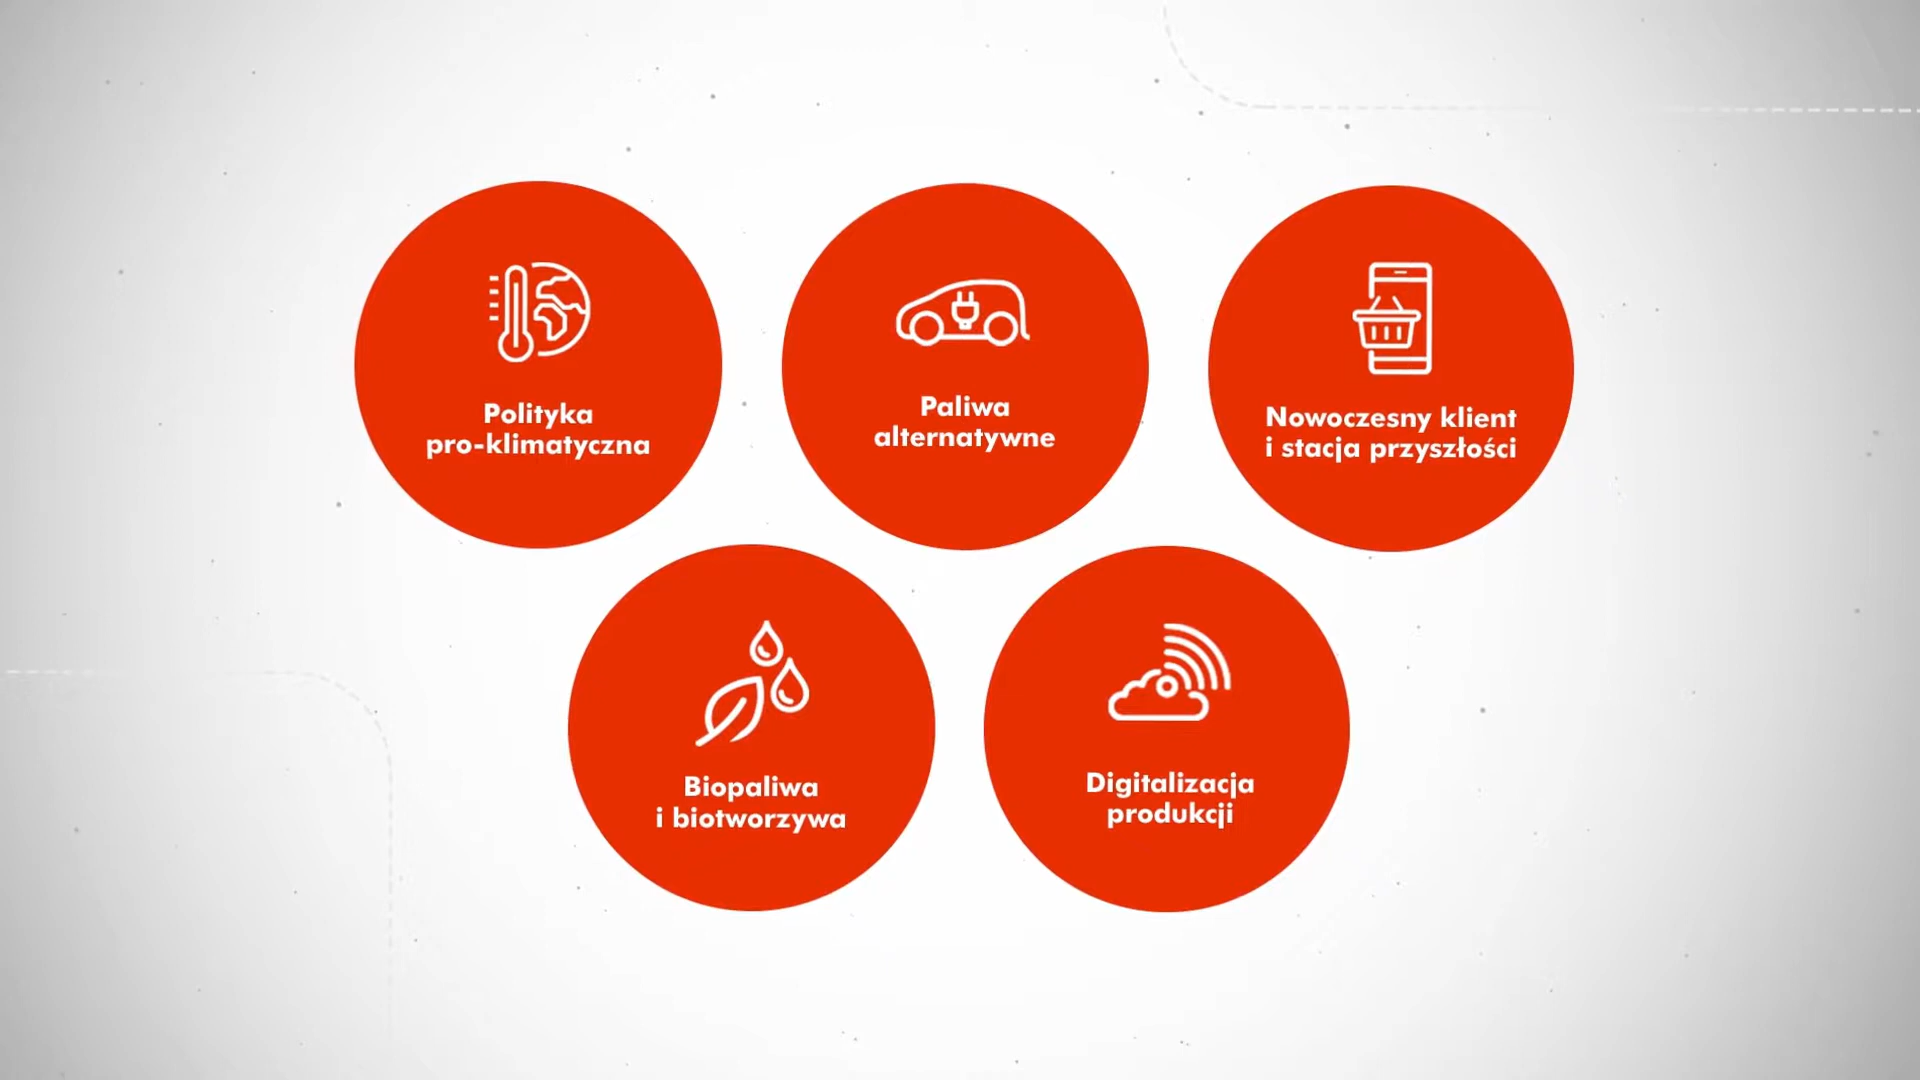 Polityka
pro-klimatyczna
Paliwa
alternatywne
Nowoczesny klient
i stacja przyszłości
Biopaliwa
i biotworzywa
Digitalizacja
produkcji